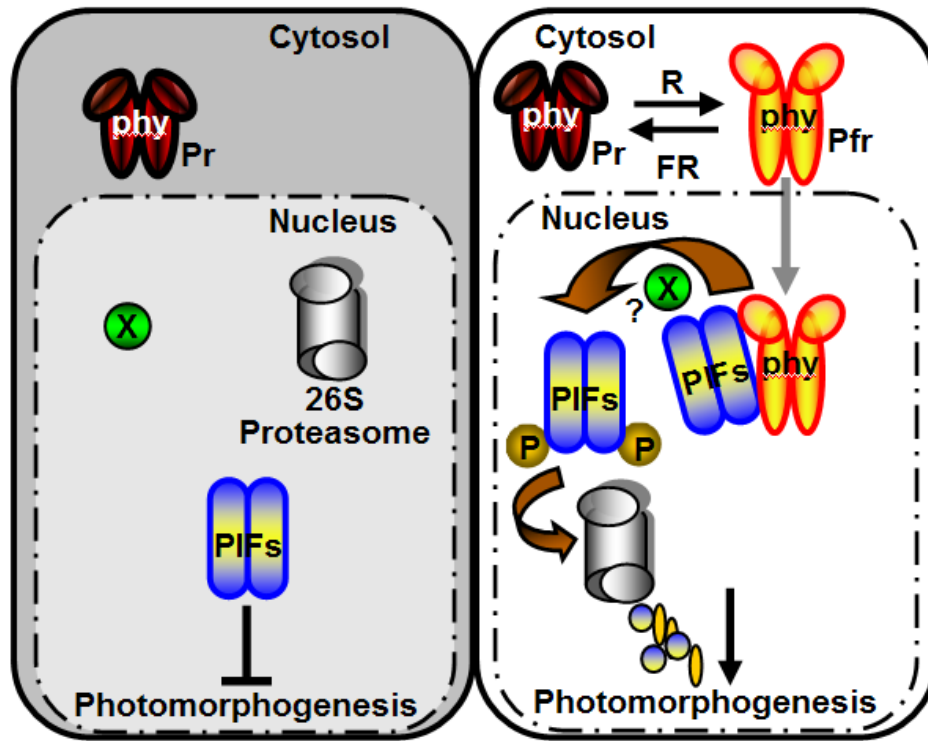 Cytosol
phy
Pr
Nucleus
X
26S
Proteasome
PIFs
Photomorphogenesis
Cytosol
R
phy
Pr
FR
phy
Pfr
Nucleus
X
?
PIFs
phy
PIFs
P
P
Photomorphogenesis